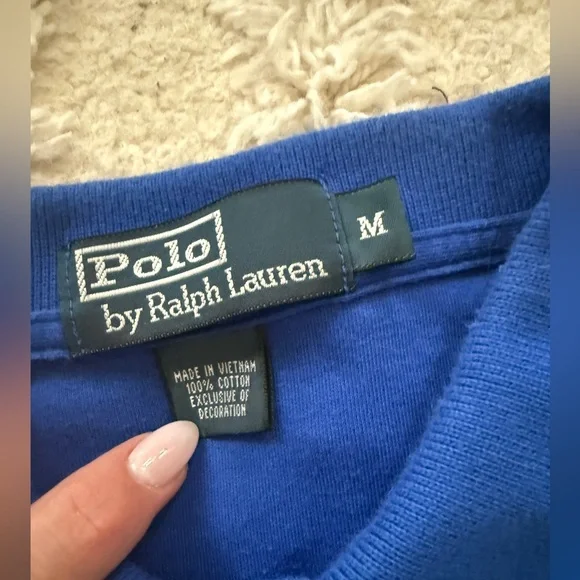 Polo
by Ralph Lauren
M
MADE IN VIETNAM
100% COTTON
EXCLUSIVE OF
DECORATION